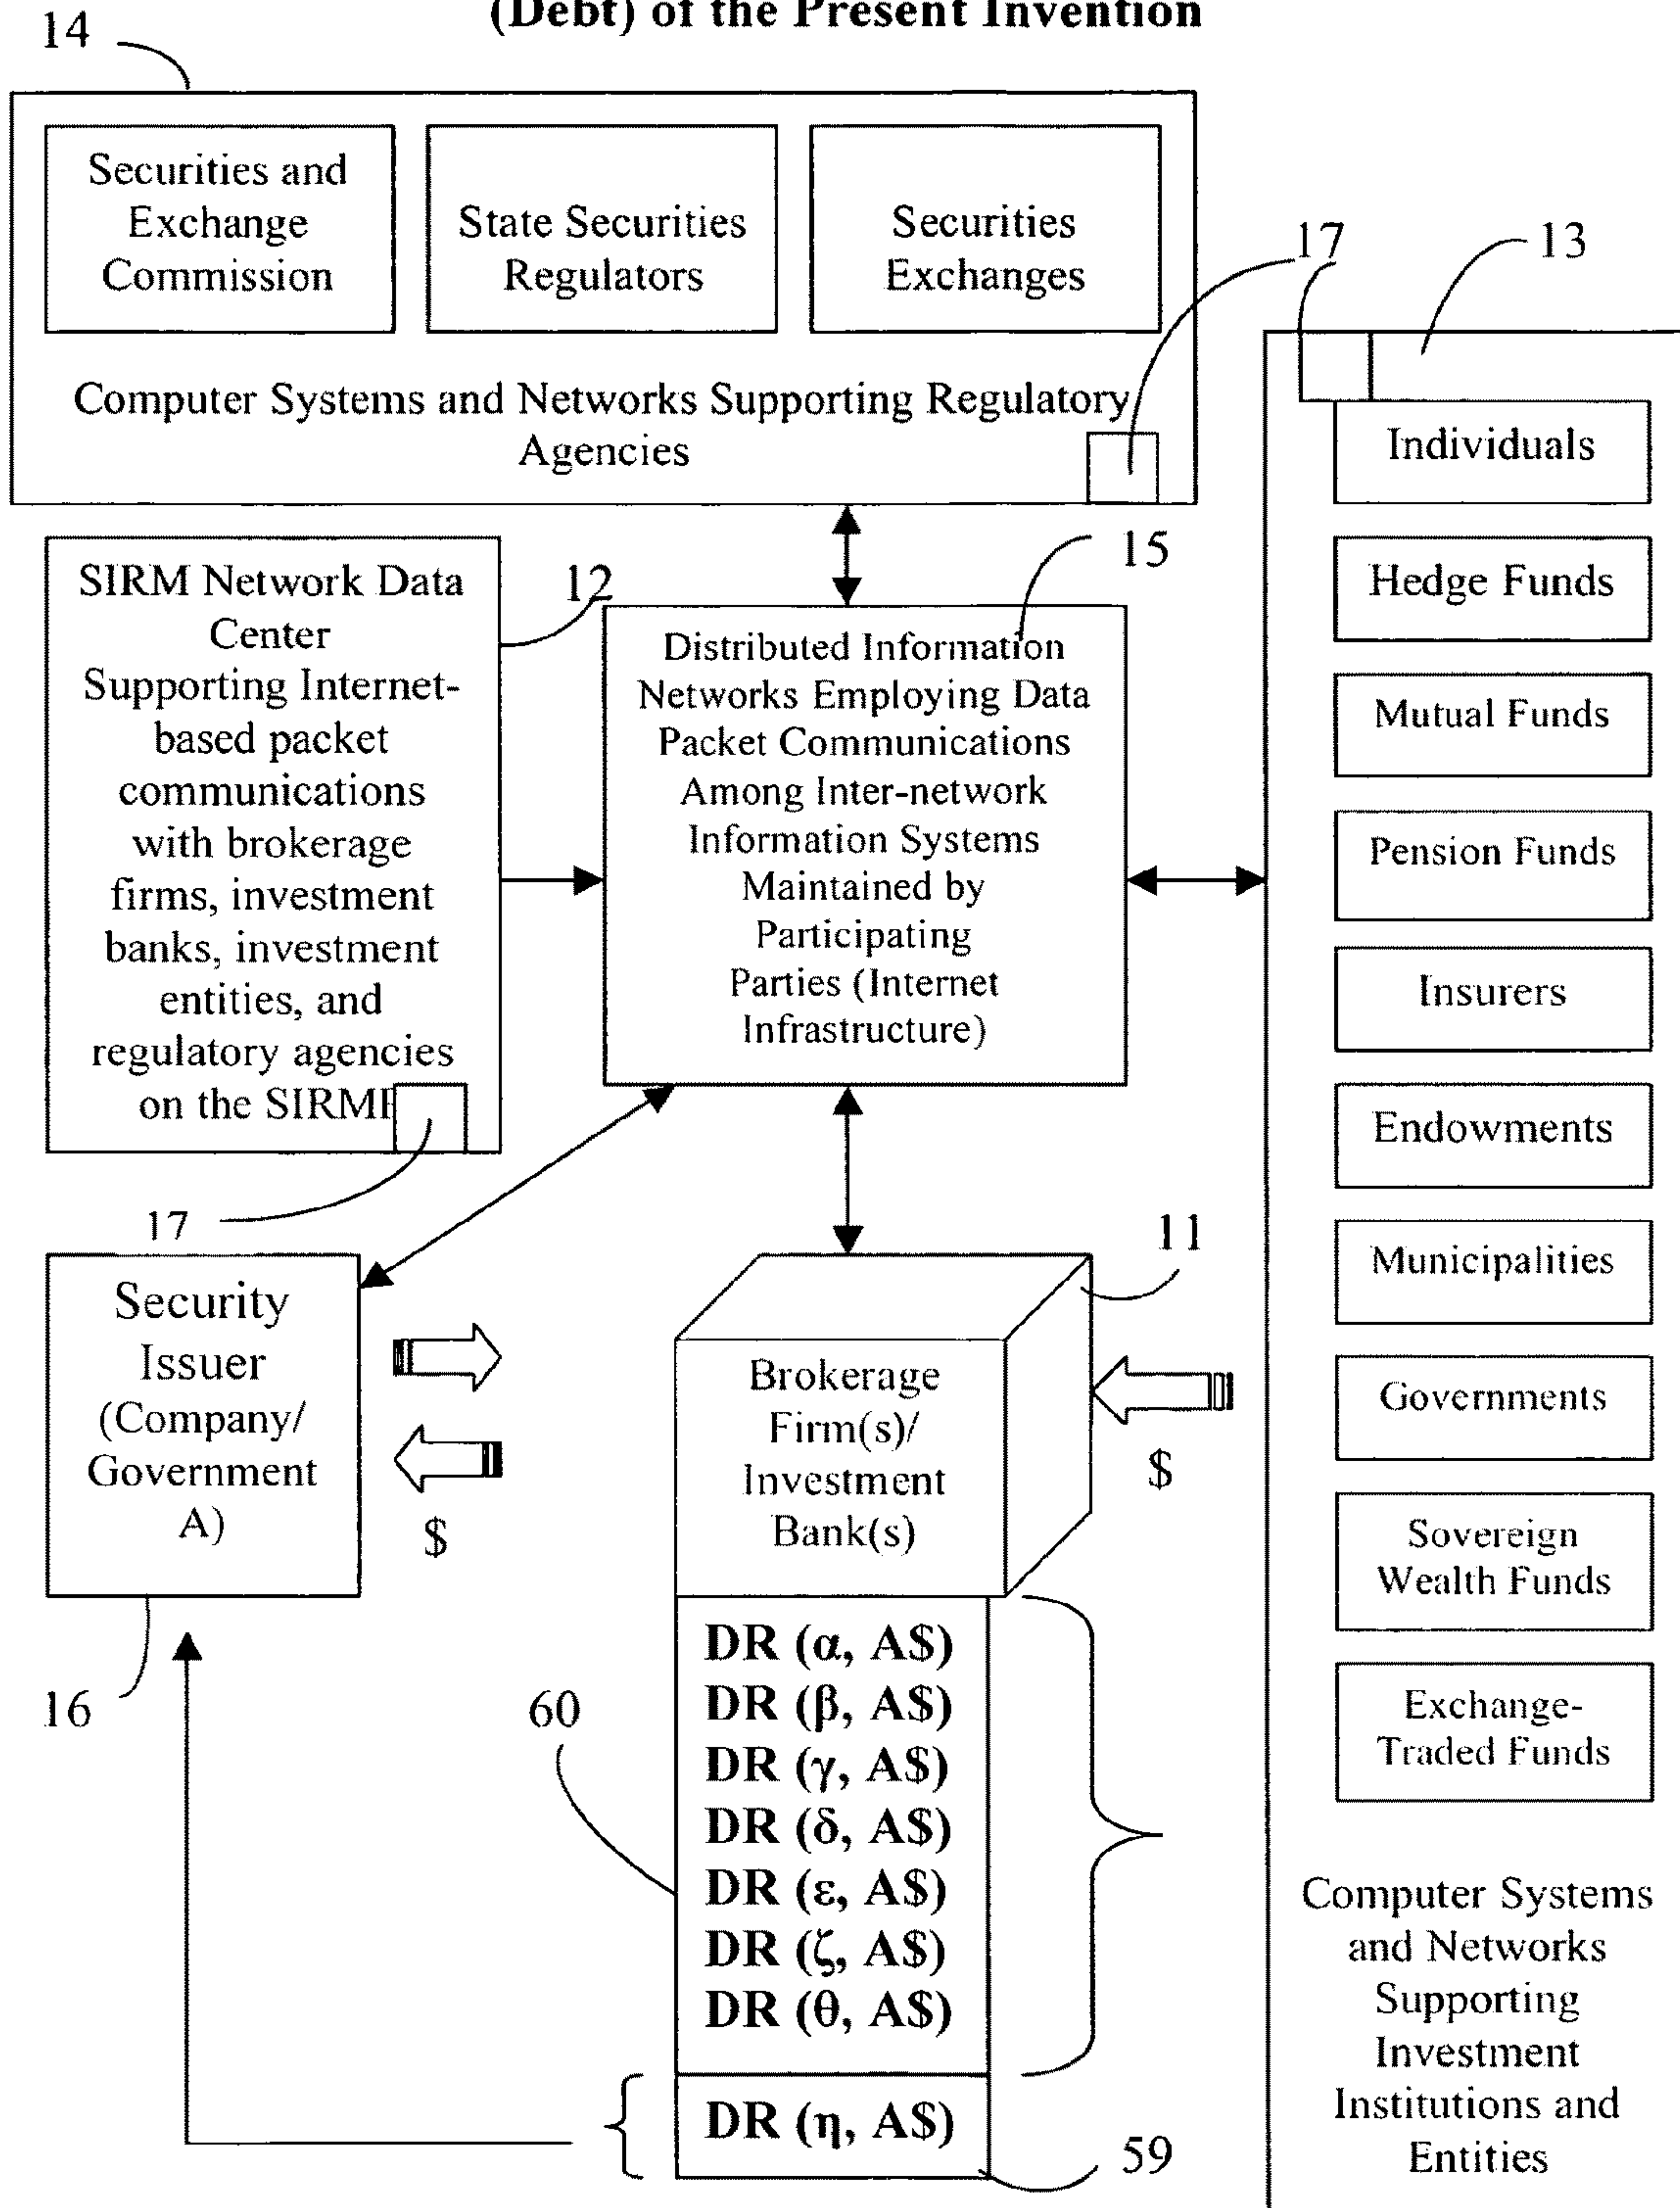 (Debt) of the Present Invention
14
Securities and
Exchange
Commission
State Securities
Regulators
Securities
Exchanges
Computer Systems and Networks Supporting Regulatory
Agencies
17
13
SIRM Network Data
Center
Supporting Internet-
based packet
communications
with brokerage
firms, investment
banks, investment
entities, and
regulatory agencies
on the SIRM
12
15
Distributed Information
Networks Employing Data
Packet Communications
Among Inter-network
Information Systems
Maintained by
Participating
Parties (Internet
Infrastructure)
17
Individuals
Hedge Funds
Mutual Funds
Pension Funds
Insurers
Endowments
Municipalities
Governments
Sovereign
Wealth Funds
Exchange-
Traded Funds
Computer Systems
and Networks
Supporting
Investment
Institutions and
Entities
Security
Issuer
(Company/
Government
A)
$
16
11
Brokerage
Firm(s)/
Investment
Bank(s)
$
60
DR (α, A$)
DR (β, A$)
DR (γ, A$)
DR (δ, A$)
DR (ε, A$)
DR (ζ, A$)
DR (θ, A$)
DR (η, A$)
59